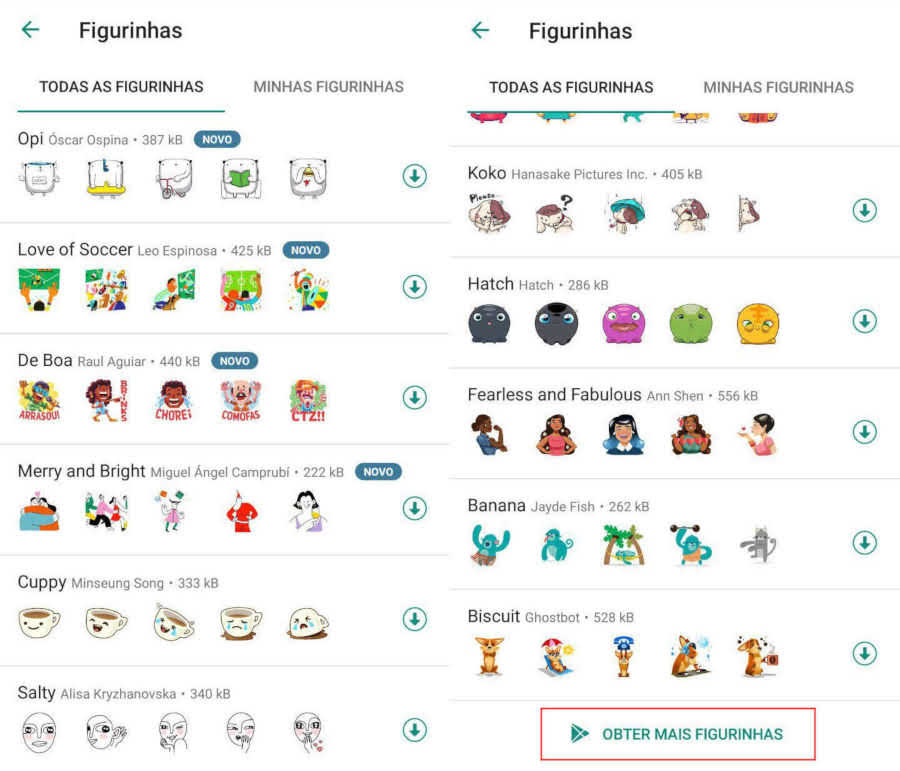 Figurinhas
TODAS AS FIGURINHAS MINHAS FIGURINHAS
Opi Óscar Ospina • 387 kB NOVO
Love of Soccer Leo Espinosa • 425 kB NOVO
De Boa Raul Aguiar • 440 kB NOVO
ARRASOU! BRINKS CHOREI COMOFAS CTZ!!
Merry and Bright Miguel Ángel Camprubí • 222 kB NOVO
Cuppy Minseung Song • 333 kB
Salty Alisa Kryzhanovska • 340 kB
Figurinhas
TODAS AS FIGURINHAS MINHAS FIGURINHAS
Koko Hanasake Pictures Inc. • 405 kB
Please ?
Hatch Hatch • 286 kB
Fearless and Fabulous Ann Shen • 556 kB
Banana Jayde Fish • 262 kB
Biscuit Ghostbot • 528 kB
OBTER MAIS FIGURINHAS